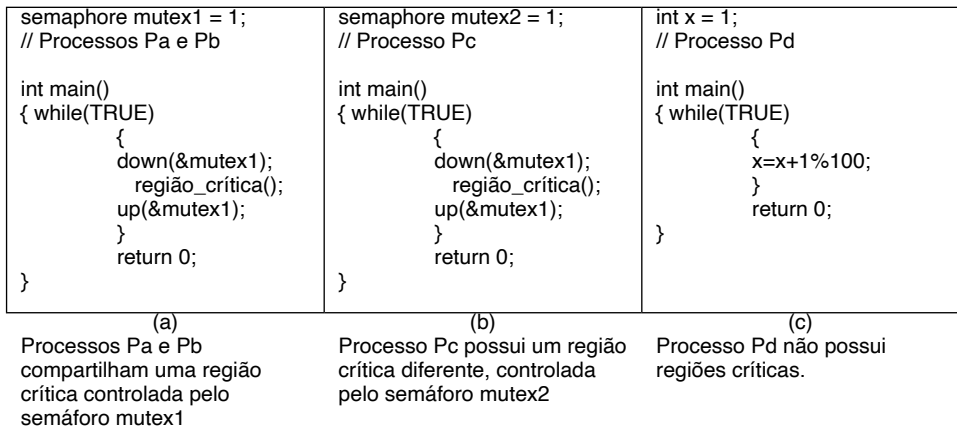 semaphore mutex1 = 1;
// Processos Pa e Pb
int main()
{ while(TRUE)
{
down(&mutex1);
região_crítica();
up(&mutex1);
}
return 0;
}
(a)
Processos Pa e Pb
compartilham uma região
crítica controlada pelo
semáforo mutex1
semaphore mutex2 = 1;
// Processo Pc
int main()
{ while(TRUE)
{
down(&mutex1);
região_crítica();
up(&mutex1);
}
return 0;
}
(b)
Processo Pc possui um região
crítica diferente, controlada
pelo semáforo mutex2
int x = 1;
// Processo Pd
int main()
{ while(TRUE)
{
x=x+1%100;
}
return 0;
}
(c)
Processo Pd não possui
regiões críticas.